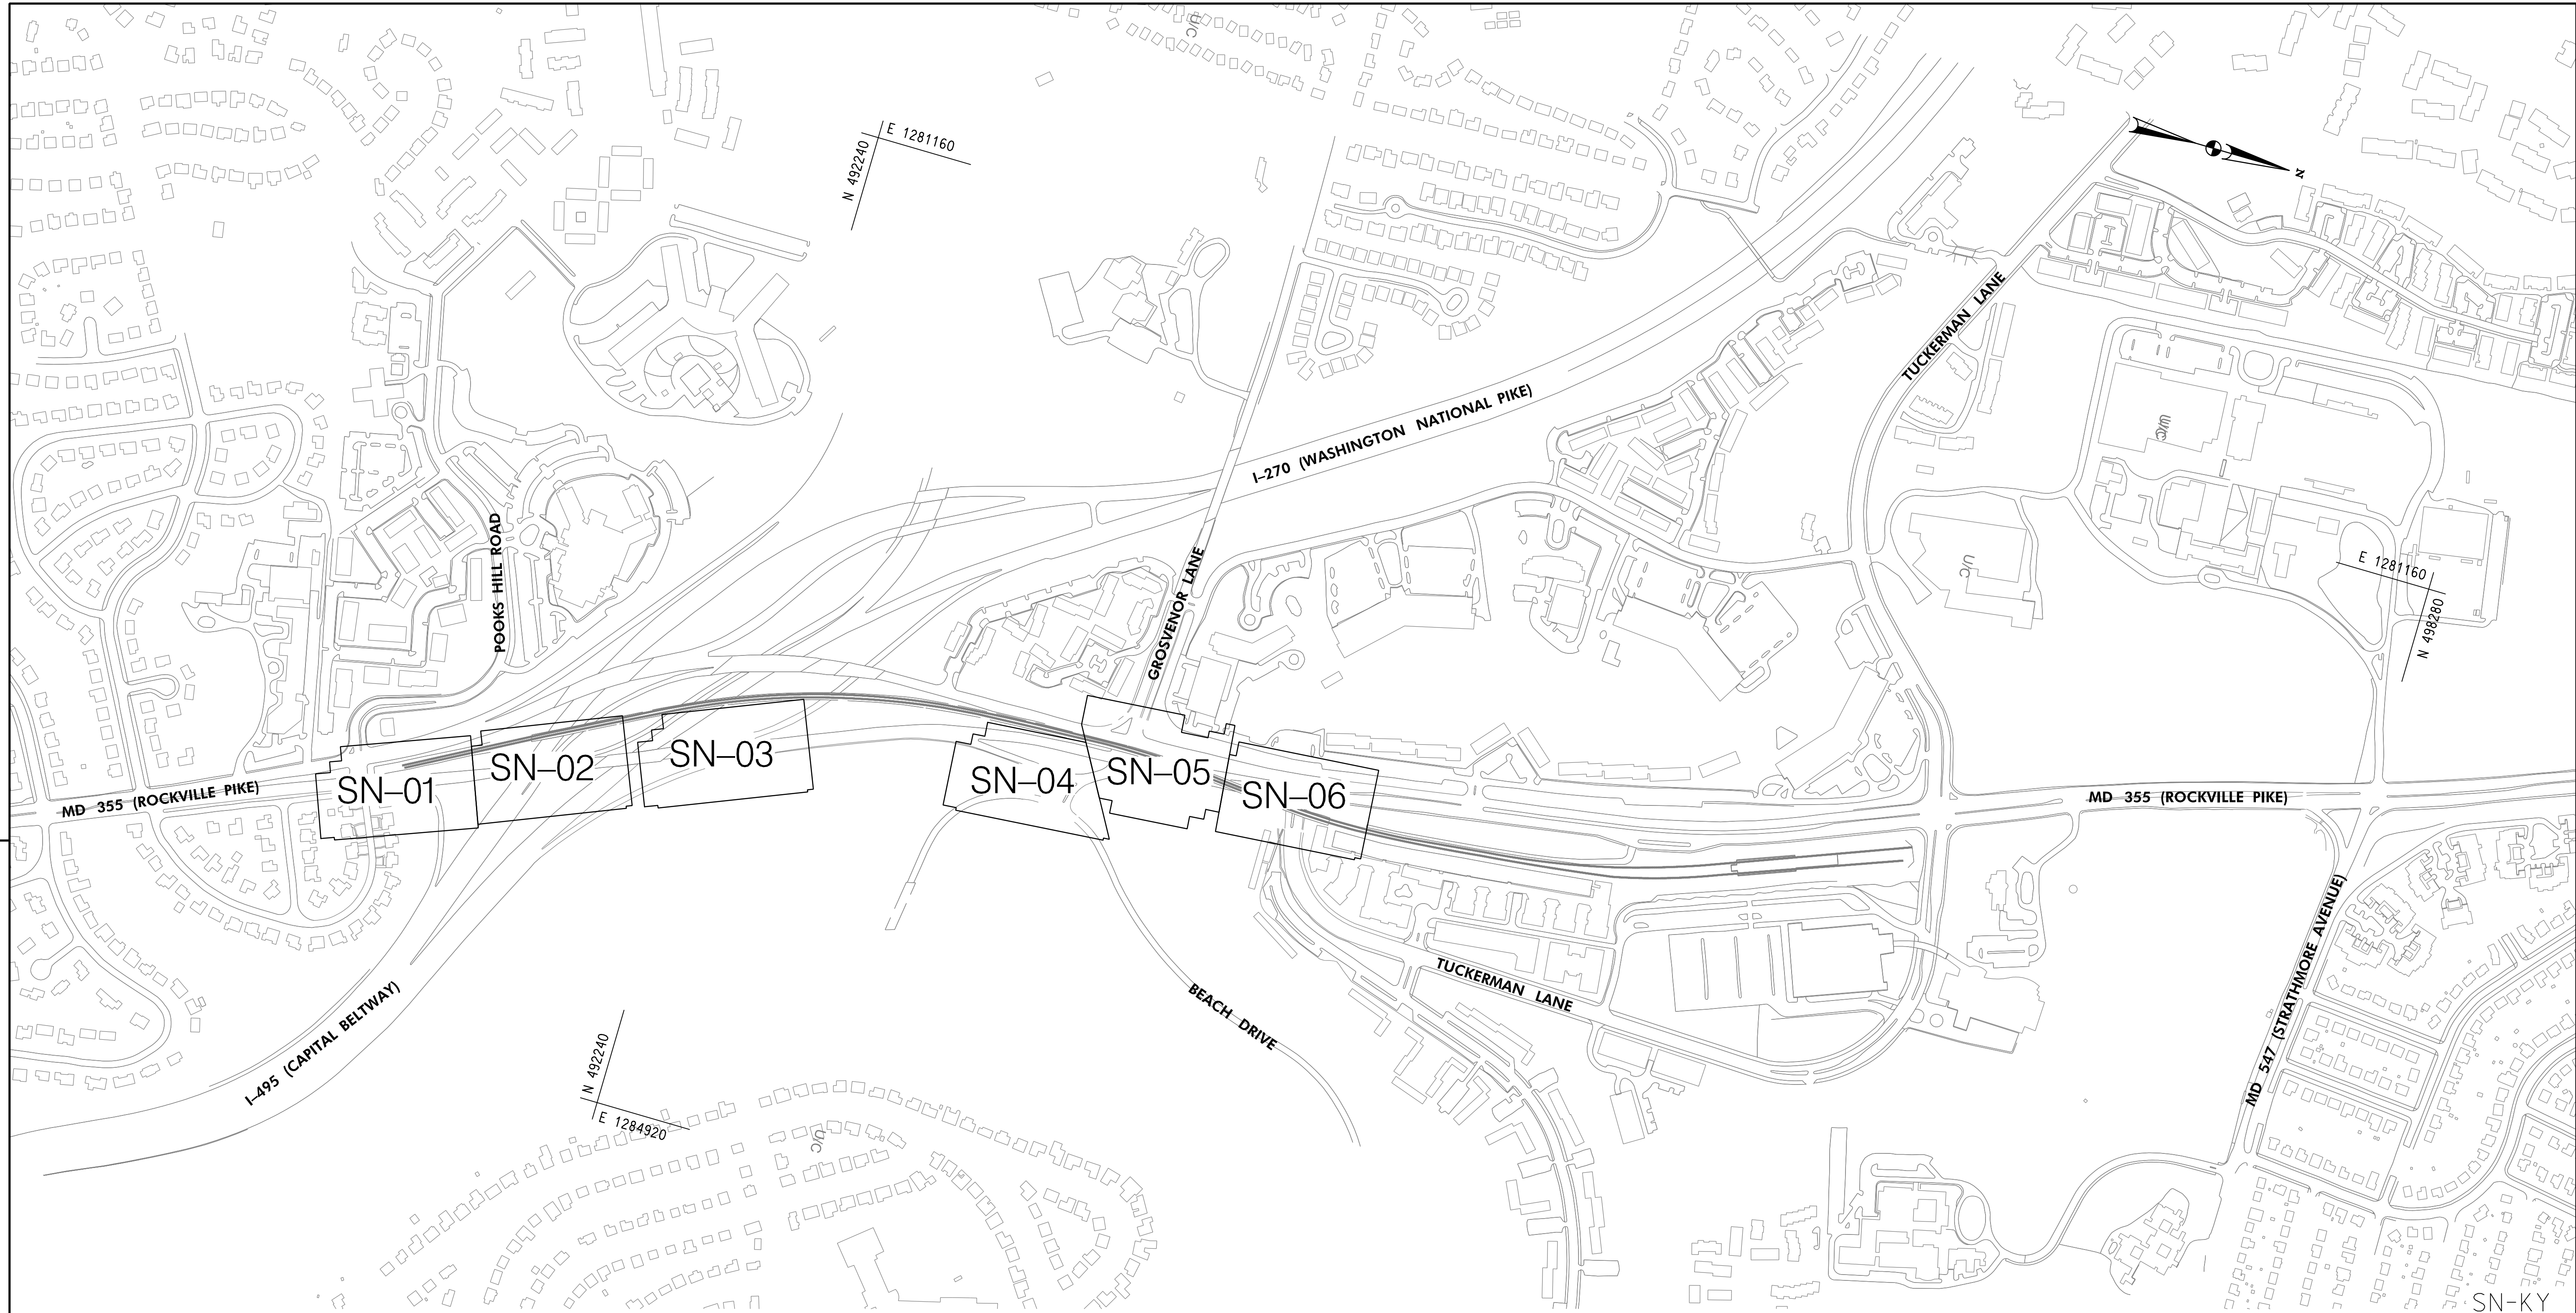 U/C
E 1281160
N 492240
N
TUCKERMAN LANE
I-270 (WASHINGTON NATIONAL PIKE)
U/C
POOKS HILL ROAD
GROSVENOR LANE
U/C
E 1281160
N 498280
SN-01
SN-02
SN-03
SN-04
SN-05
SN-06
MD 355 (ROCKVILLE PIKE)
MD 355 (ROCKVILLE PIKE)
TUCKERMAN LANE
BEACH DRIVE
I-495 (CAPITAL BELTWAY)
MD 547 (STRATHMORE AVENUE)
N 492240
E 1284920
U/C
SN-KY